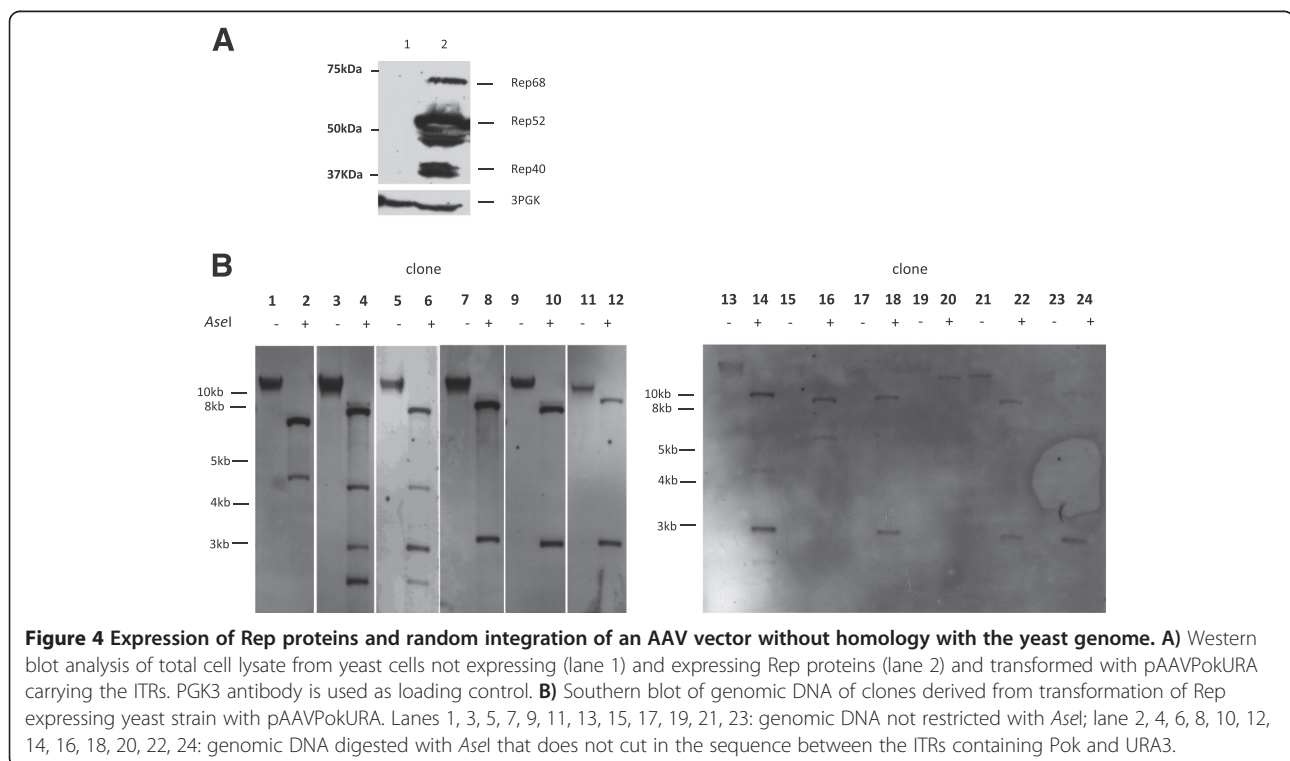 A
1 2
75kDa
Rep68
50kDa
Rep52
37KDa
Rep40
3PGK
B
clone
clone
1 2 3 4 5 6 7 8 9 10 11 12
13 14 15 16 17 18 19 20 21 22 23 24
AseI - + - + - + - + - + - +
- + - + - + - + - + - +
10kb
8kb
5kb
4kb
3kb
10kb
8kb
5kb
4kb
3kb
Figure 4 Expression of Rep proteins and random integration of an AAV vector without homology with the yeast genome. A) Western
blot analysis of total cell lysate from yeast cells not expressing (lane 1) and expressing Rep proteins (lane 2) and transformed with pAAVPokURA
carrying the ITRs. PGK3 antibody is used as loading control. B) Southern blot of genomic DNA of clones derived from transformation of Rep
expressing yeast strain with pAAVPokURA. Lanes 1, 3, 5, 7, 9, 11, 13, 15, 17, 19, 21, 23: genomic DNA not restricted with AseI; lane 2, 4, 6, 8, 10, 12,
14, 16, 18, 20, 22, 24: genomic DNA digested with AseI that does not cut in the sequence between the ITRs containing Pok and URA3.